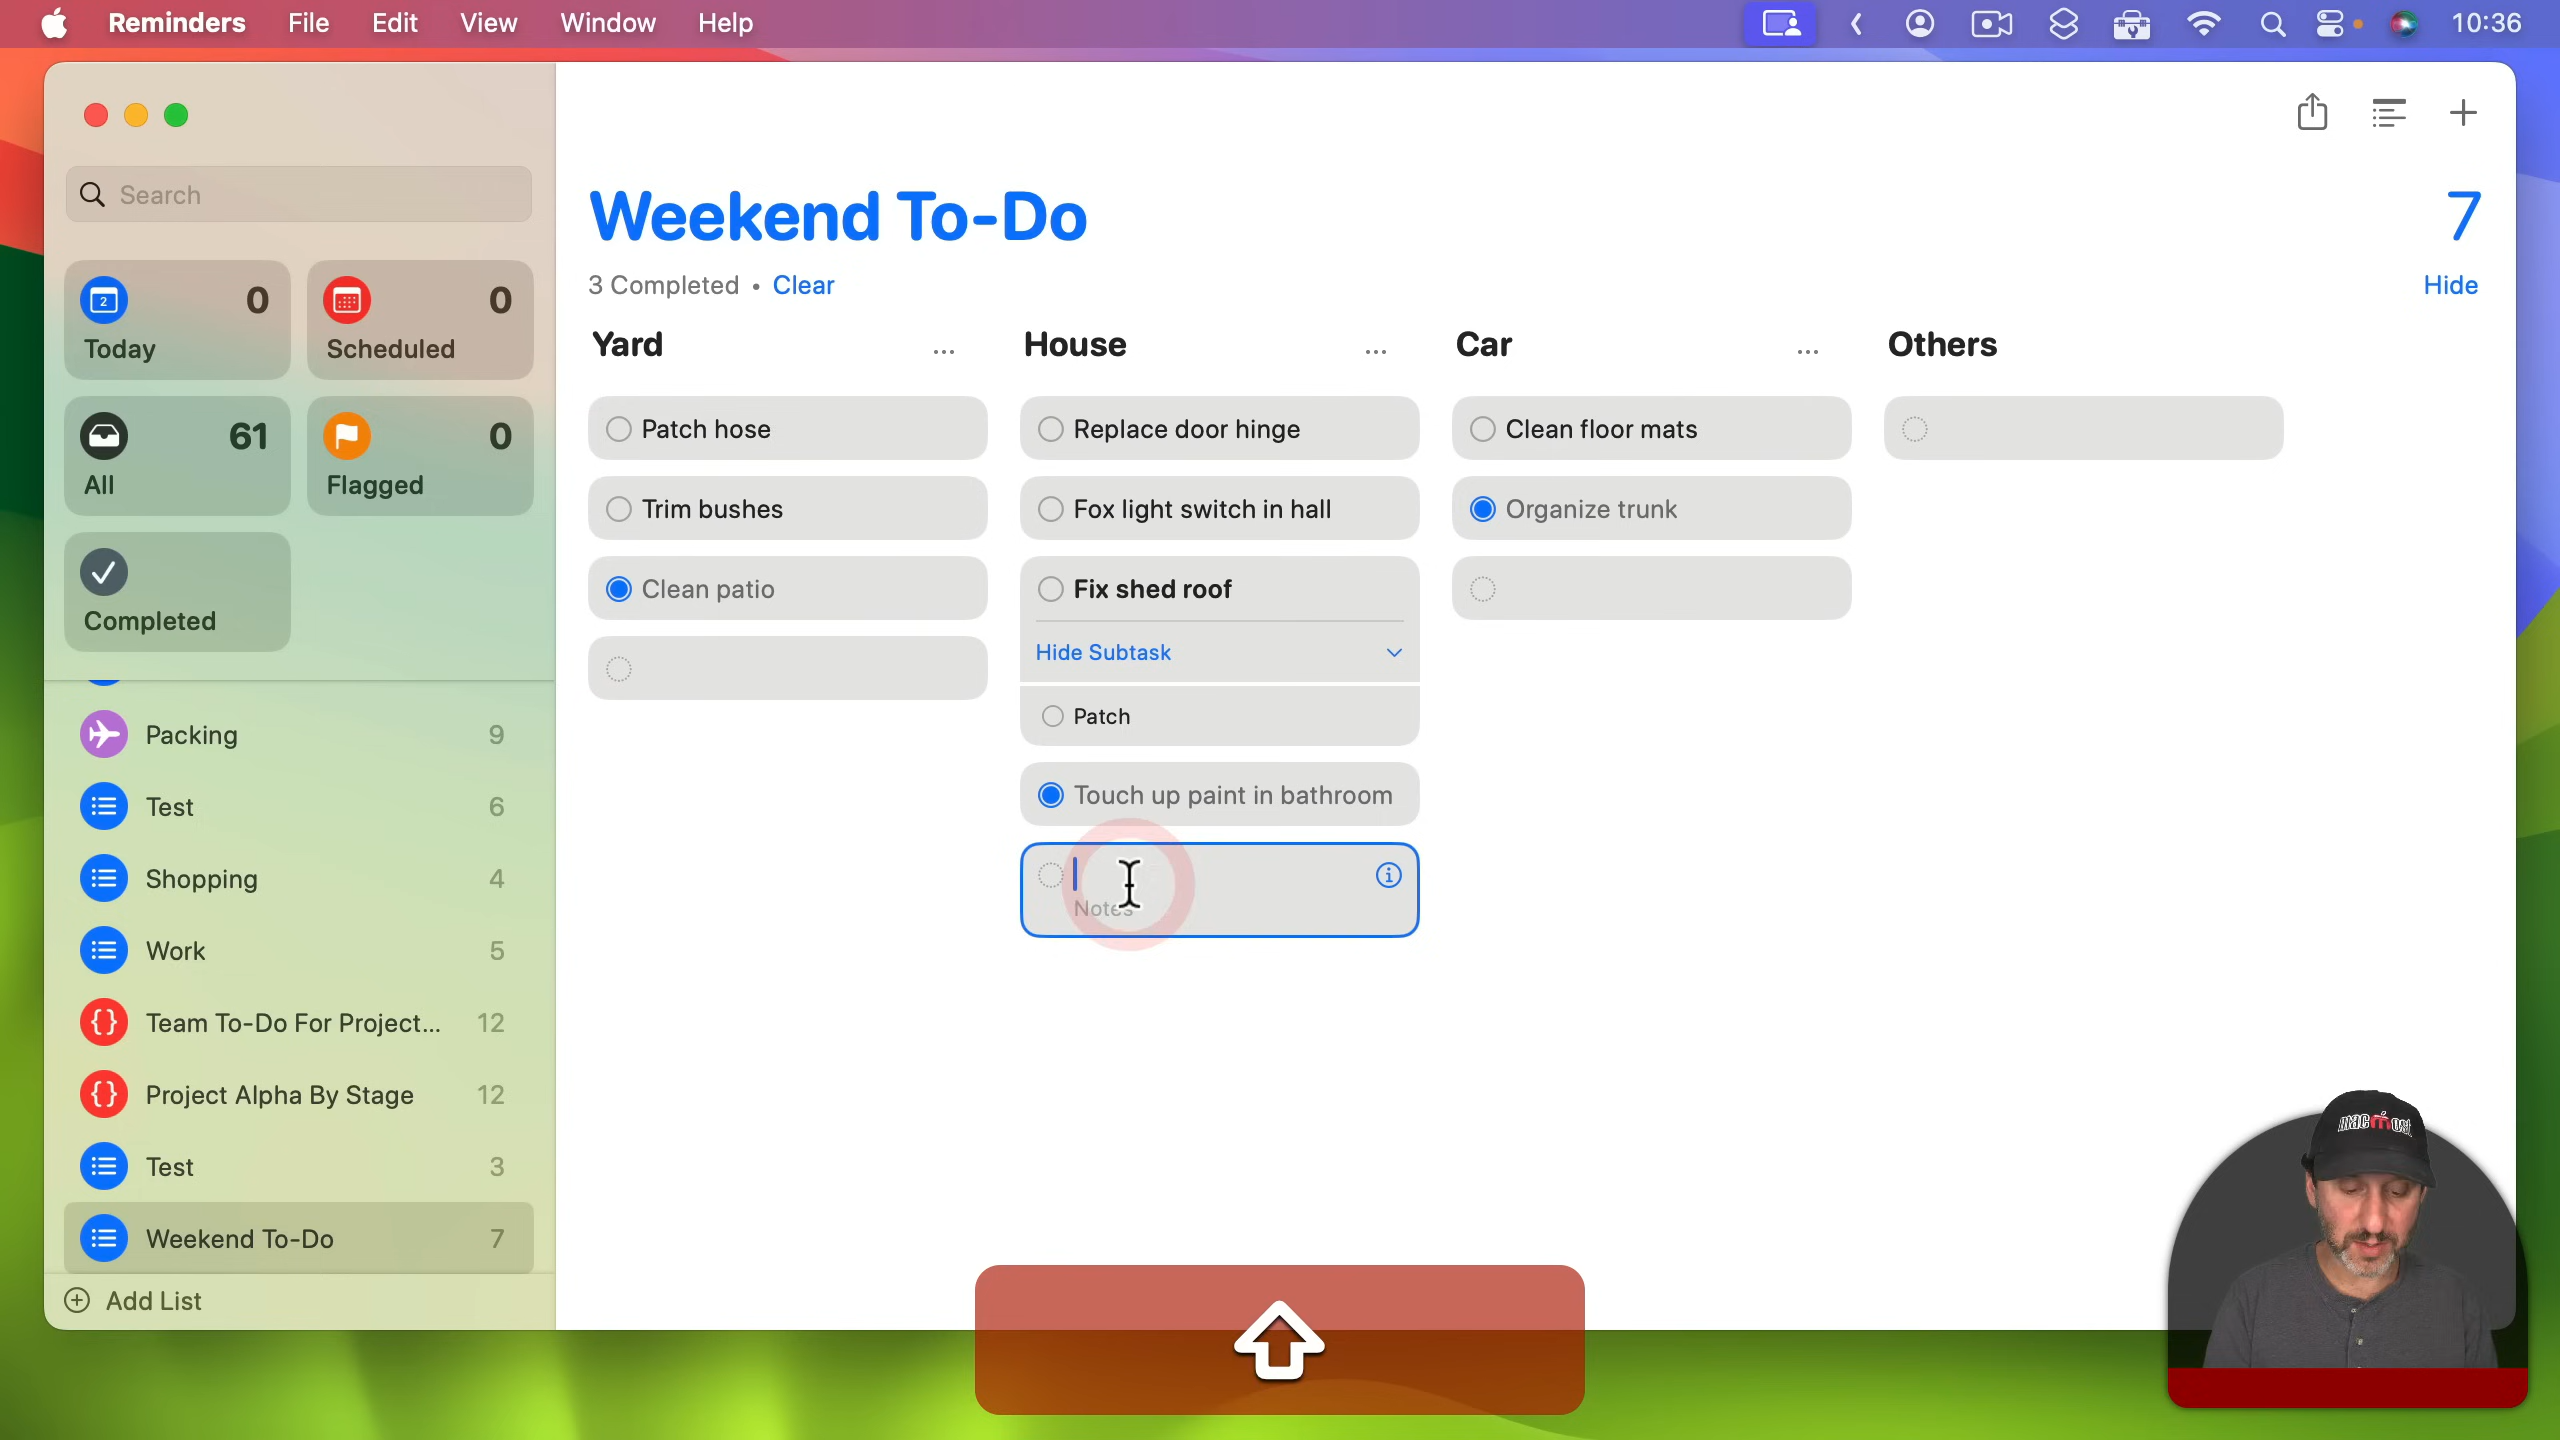 Reminders File Edit View Window Help 10:36
Search
2 0 0
Today Scheduled
61 0
All Flagged
Completed
Packing 9
Test 6
Shopping 4
Work 5
Team To-Do For Project... 12
Project Alpha By Stage 12
Test 3
Weekend To-Do 7
Add List
Weekend To-Do 7
3 Completed • Clear Hide
Yard ...
Patch hose
Trim bushes
Clean patio
House ...
Replace door hinge
Fox light switch in hall
Fix shed roof
Hide Subtask
Patch
Touch up paint in bathroom
Notes
Car ...
Clean floor mats
Organize trunk
Others
macmost